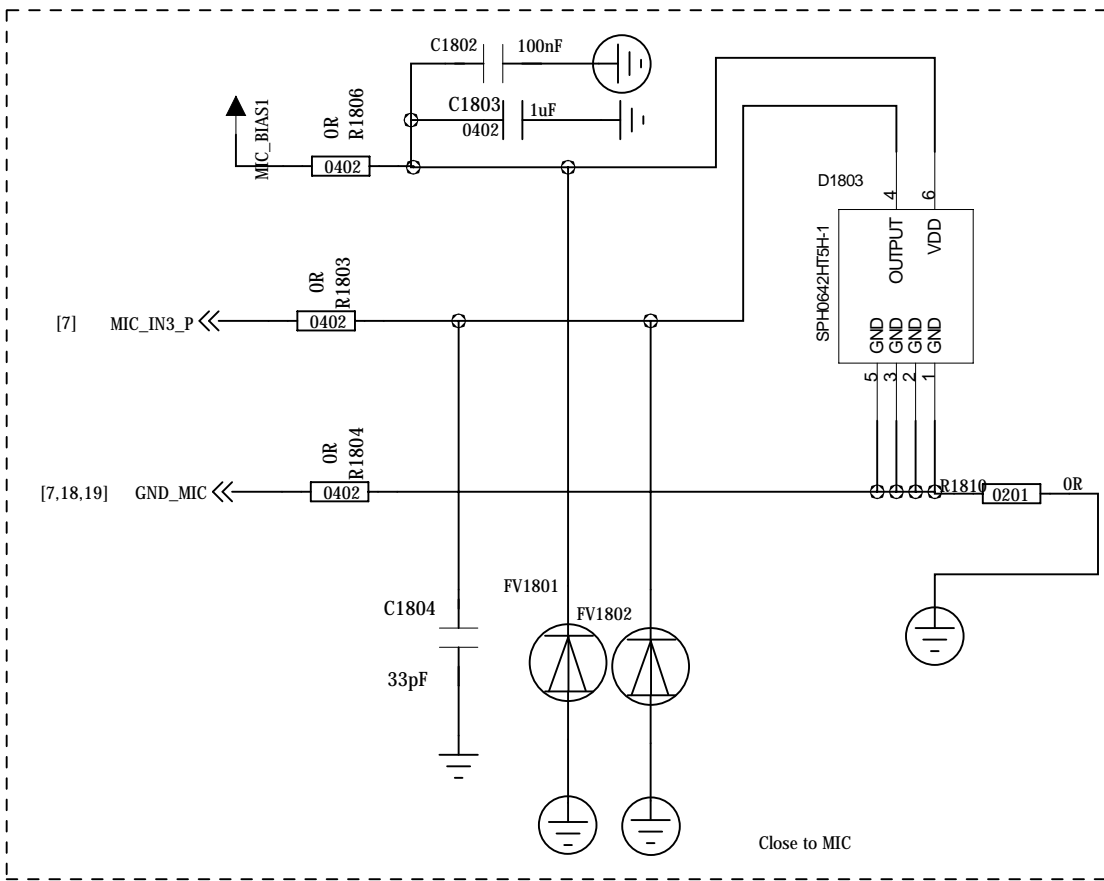 C1802 100nF
C1803 1uF
0402
MIC_BIAS1
0R
R1806
0402
D1803
4 6
OUTPUT
VDD
SPH0642HT5H-1
GND
GND
GND
GND
5 3 2 1
0R
R1803
0402
[7] MIC_IN3_P
0R
R1804
0402
[7,18,19] GND_MIC
R1810 0201 0R
FV1801
C1804
FV1802
33pF
Close to MIC